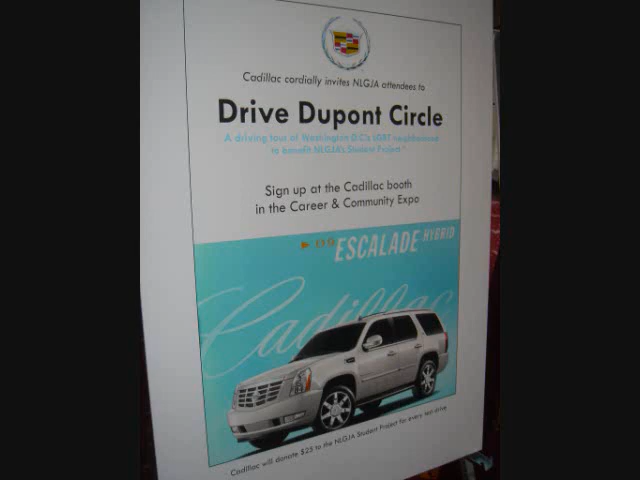 Cadillac cordially invites NLGJA attendees to
Drive Dupont Circle
A driving tour of Washington D.C.'s LGBT neighborhood
to benefit NLGJA's Student Project*
Sign up at the Cadillac booth
in the Career & Community Expo
09 ESCALADE HYBRID
Cadillac
Cadillac will donate $25 to the NLGJA Student Project for every test drive